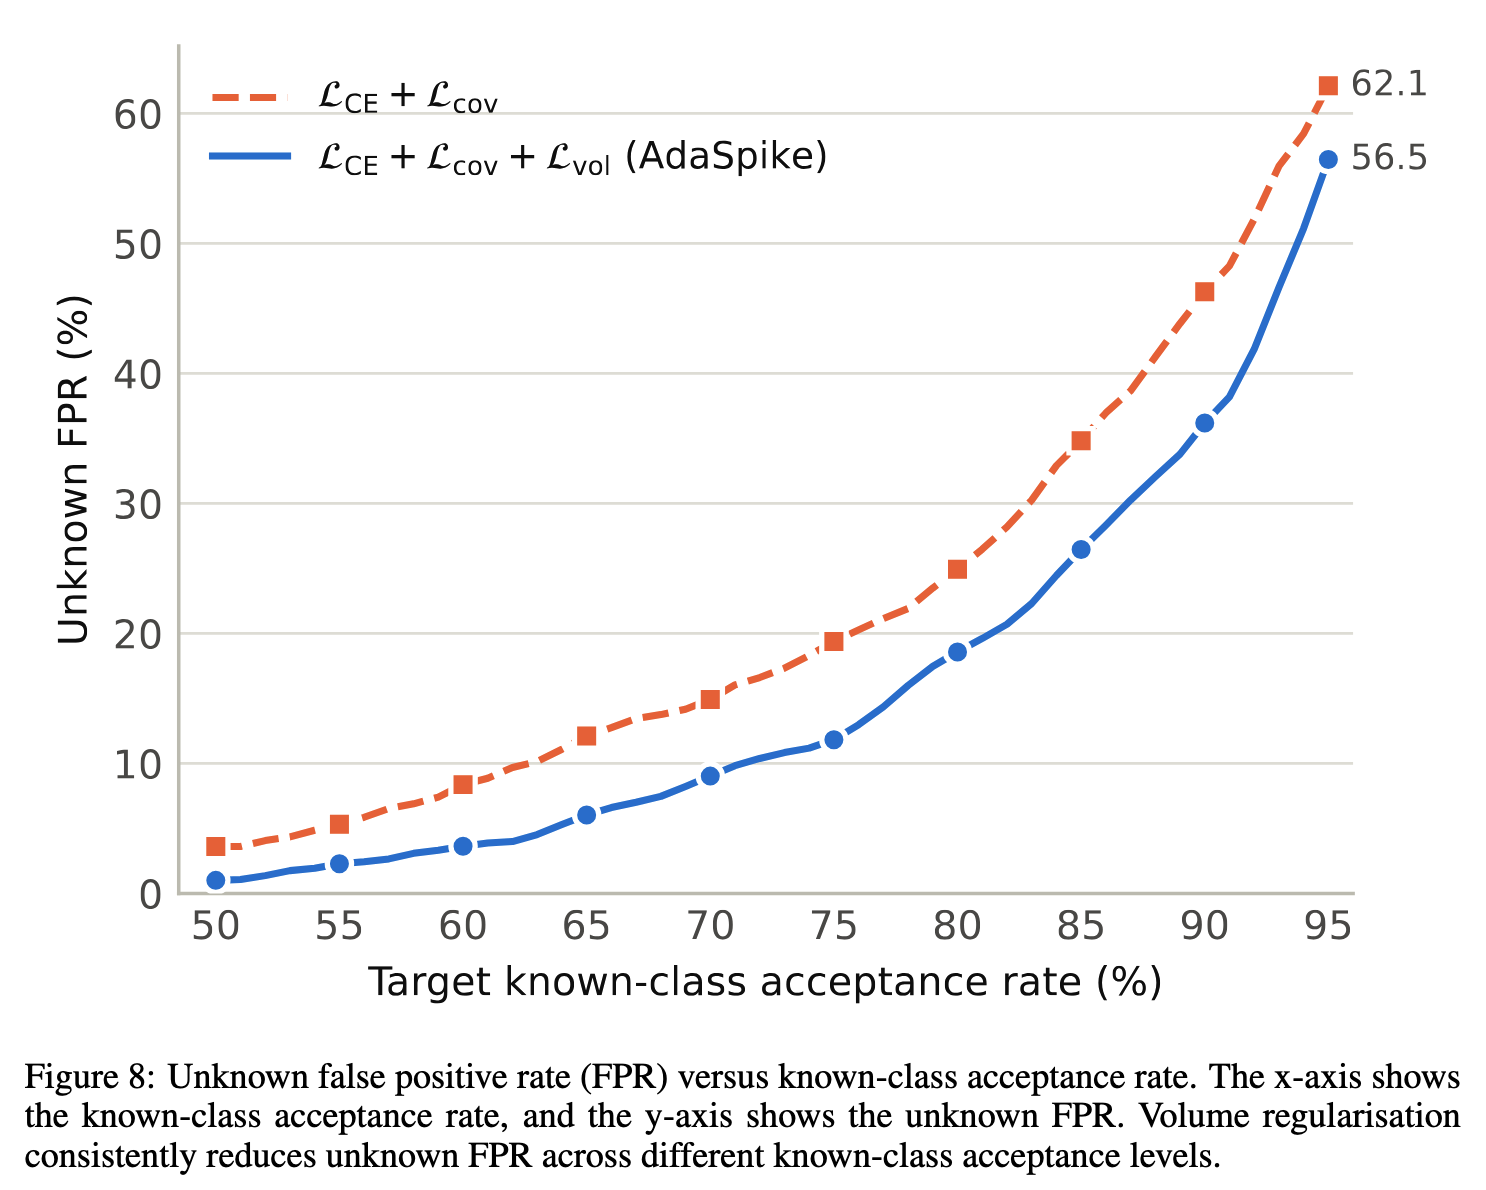 ℒCE + ℒcov
ℒCE + ℒcov + ℒvol (AdaSpike)
62.1
56.5
Unknown FPR (%)
60
50
40
30
20
10
0
50 55 60 65 70 75 80 85 90 95
Target known-class acceptance rate (%)
Figure 8: Unknown false positive rate (FPR) versus known-class acceptance rate. The x-axis shows
the known-class acceptance rate, and the y-axis shows the unknown FPR. Volume regularisation
consistently reduces unknown FPR across different known-class acceptance levels.